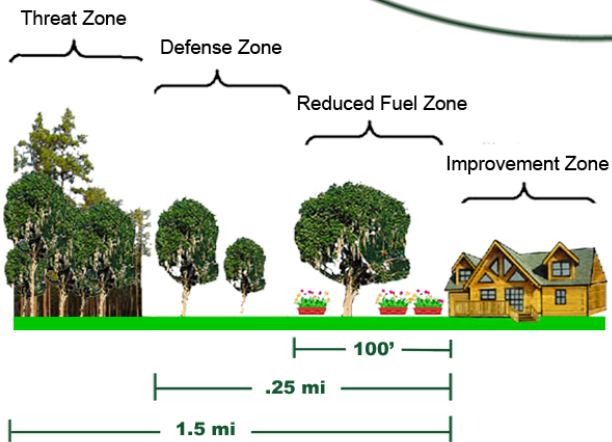 Threat Zone
Defense Zone
Reduced Fuel Zone
Improvement Zone
100’
.25 mi
1.5 mi